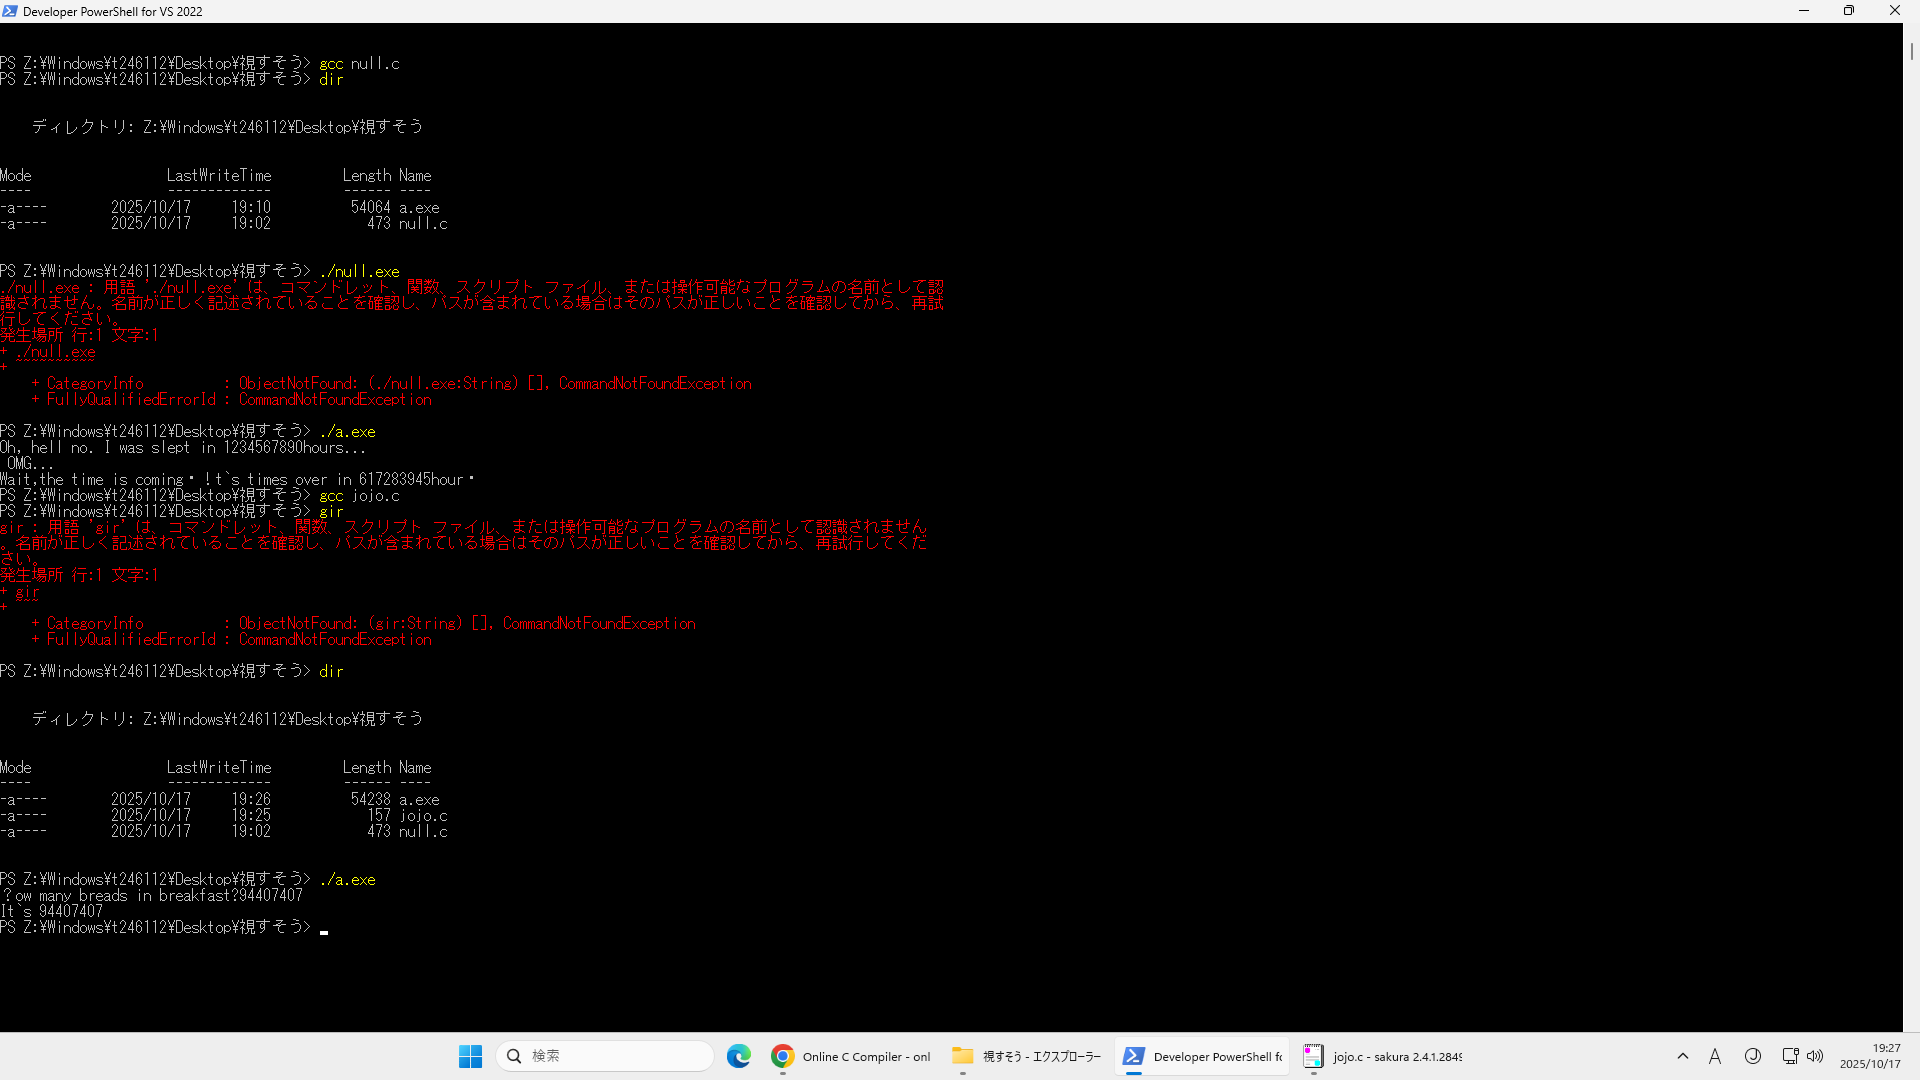 Developer PowerShell for VS 2022
PS Z:¥Windows¥t246112¥Desktop¥視すそう> gcc null.c
PS Z:¥Windows¥t246112¥Desktop¥視すそう> dir
ディレクトリ: Z:¥Windows¥t246112¥Desktop¥視すそう
Mode                 LastWriteTime         Length Name
----                 -------------         ------ ----
-a----        2025/10/17     19:10          54064 a.exe
-a----        2025/10/17     19:02            473 null.c
PS Z:¥Windows¥t246112¥Desktop¥視すそう> ./null.exe
./null.exe : 用語 './null.exe' は、コマンドレット、関数、スクリプト ファイル、または操作可能なプログラムの名前として認
識されません。名前が正しく記述されていることを確認し、パスが含まれている場合はそのパスが正しいことを確認してから、再試
行してください。
発生場所 行:1 文字:1
+ ./null.exe
+ ~~~~~~~~~~
    + CategoryInfo          : ObjectNotFound: (./null.exe:String) [], CommandNotFoundException
    + FullyQualifiedErrorId : CommandNotFoundException
PS Z:¥Windows¥t246112¥Desktop¥視すそう> ./a.exe
Oh, hell no. I was slept in 1234567890hours...
 OMG...
Wait,the time is coming・!t`s times over in 617283945hour・
PS Z:¥Windows¥t246112¥Desktop¥視すそう> gcc jojo.c
PS Z:¥Windows¥t246112¥Desktop¥視すそう> gir
gir : 用語 'gir' は、コマンドレット、関数、スクリプト ファイル、または操作可能なプログラムの名前として認識されません
。名前が正しく記述されていることを確認し、パスが含まれている場合はそのパスが正しいことを確認してから、再試行してくだ
さい。
発生場所 行:1 文字:1
+ gir
+ ~~~
    + CategoryInfo          : ObjectNotFound: (gir:String) [], CommandNotFoundException
    + FullyQualifiedErrorId : CommandNotFoundException
PS Z:¥Windows¥t246112¥Desktop¥視すそう> dir
ディレクトリ: Z:¥Windows¥t246112¥Desktop¥視すそう
Mode                 LastWriteTime         Length Name
----                 -------------         ------ ----
-a----        2025/10/17     19:26          54238 a.exe
-a----        2025/10/17     19:25            157 jojo.c
-a----        2025/10/17     19:02            473 null.c
PS Z:¥Windows¥t246112¥Desktop¥視すそう> ./a.exe
?ow many breads in breakfast?94407407
It`s 94407407
PS Z:¥Windows¥t246112¥Desktop¥視すそう>
検索
Online C Compiler - onl
視すそう - エクスプローラー
Developer PowerShell fo
jojo.c - sakura 2.4.1.2849
A
19:27
2025/10/17